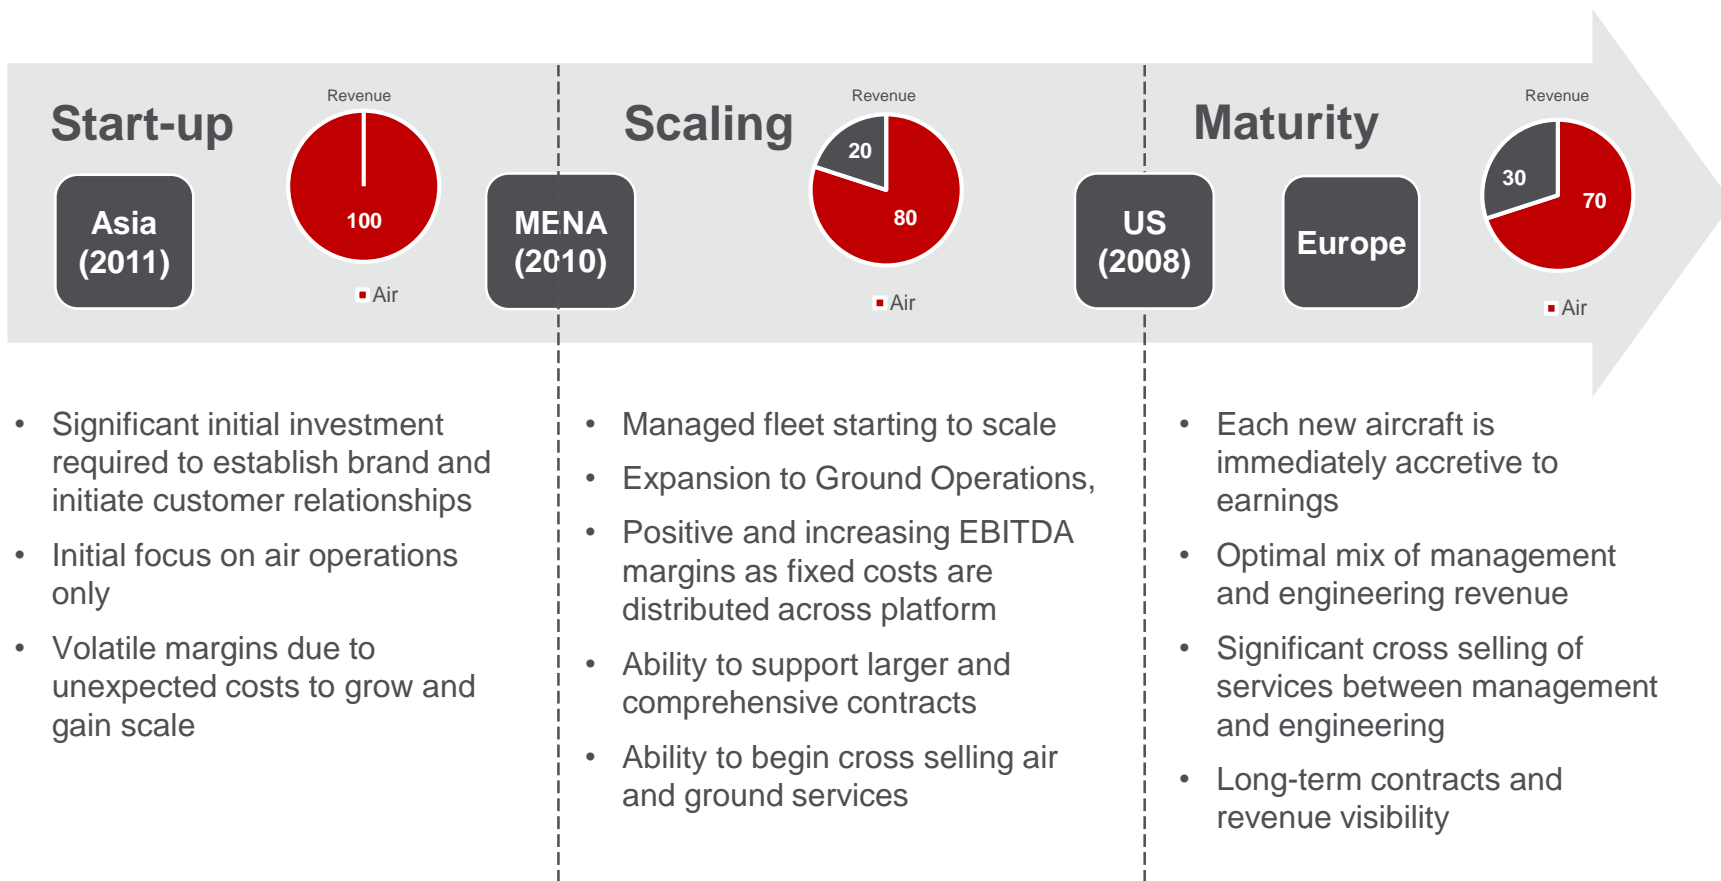 Start-up
Revenue
100
Air
Asia
(2011)
MENA
(2010)
Scaling
Revenue
20
80
Air
US
(2008)
Maturity
Europe
Revenue
30
70
Air
• Significant initial investment
required to establish brand and
initiate customer relationships
• Initial focus on air operations
only
• Volatile margins due to
unexpected costs to grow and
gain scale
• Managed fleet starting to scale
• Expansion to Ground Operations,
• Positive and increasing EBITDA
margins as fixed costs are
distributed across platform
• Ability to support larger and
comprehensive contracts
• Ability to begin cross selling air
and ground services
• Each new aircraft is
immediately accretive to
earnings
• Optimal mix of management
and engineering revenue
• Significant cross selling of
services between management
and engineering
• Long-term contracts and
revenue visibility